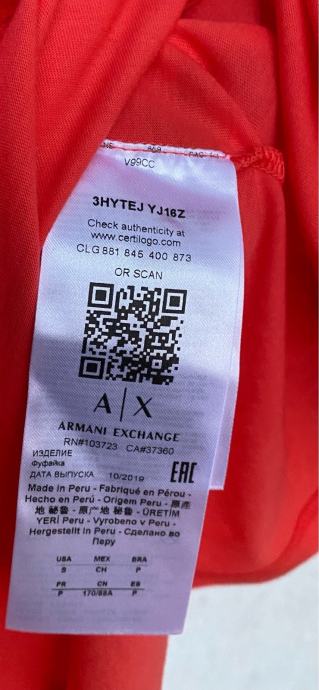 V99CC
3HYTEJ YJ16Z
Check authenticity at
www.certilogo.com
CLG 881 845 400 873
OR SCAN
A|X
ARMANI EXCHANGE
RN#103723 CA#37360
ИЗДЕЛИЕ
Фуфайка
ДАТА ВЫПУСКА 10/2019
EAC
Made in Peru - Fabriqué en Pérou -
Hecho en Perú - Origem Peru - 原產
地 秘魯 - 原产地 秘鲁 - ÜRETİM
YERİ Peru - Vyrobeno v Peru -
Hergestellt in Peru - Сделано во
Перу
USA MEX BRA
S CH P
FR CN ES
P 170/88A P